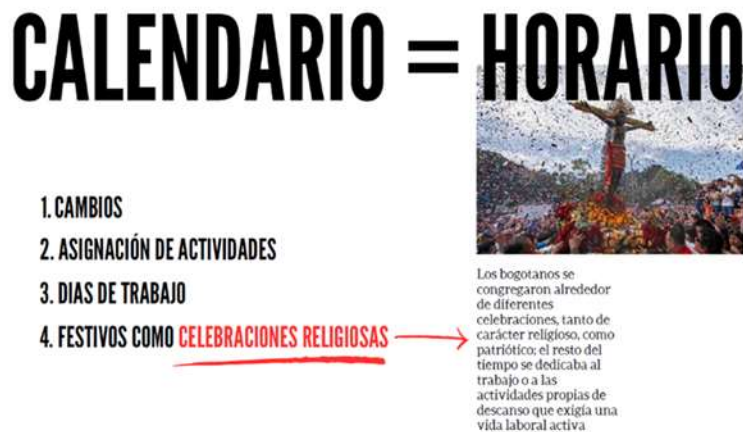 CALENDARIO = HORARIO
1. CAMBIOS
2. ASIGNACIÓN DE ACTIVIDADES
3. DIAS DE TRABAJO
4. FESTIVOS COMO CELEBRACIONES RELIGIOSAS
Los bogotanos se
congregaron alrededor
de diferentes
celebraciones, tanto de
carácter religioso, como
patriótico; el resto del
tiempo se dedicaba al
trabajo o a las
actividades propias de
descanso que exigía una
vida laboral activa